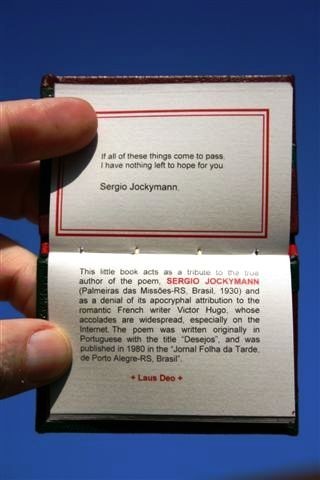 If all of these things come to pass,
I have nothing left to hope for you.
Sergio Jockymann.
This little book acts as a tribute to the true
author of the poem, SERGIO JOCKYMANN
(Palmeiras das Missões-RS, Brasil, 1930) and
as a denial of its apocryphal attribution to the
romantic French writer Victor Hugo, whose
accolades are widespread, especially on the
Internet. The poem was written originally in
Portuguese with the title "Desejos", and was
published in 1980 in the "Jornal Folha da Tarde,
de Porto Alegre-RS, Brasil".
+ Laus Deo +